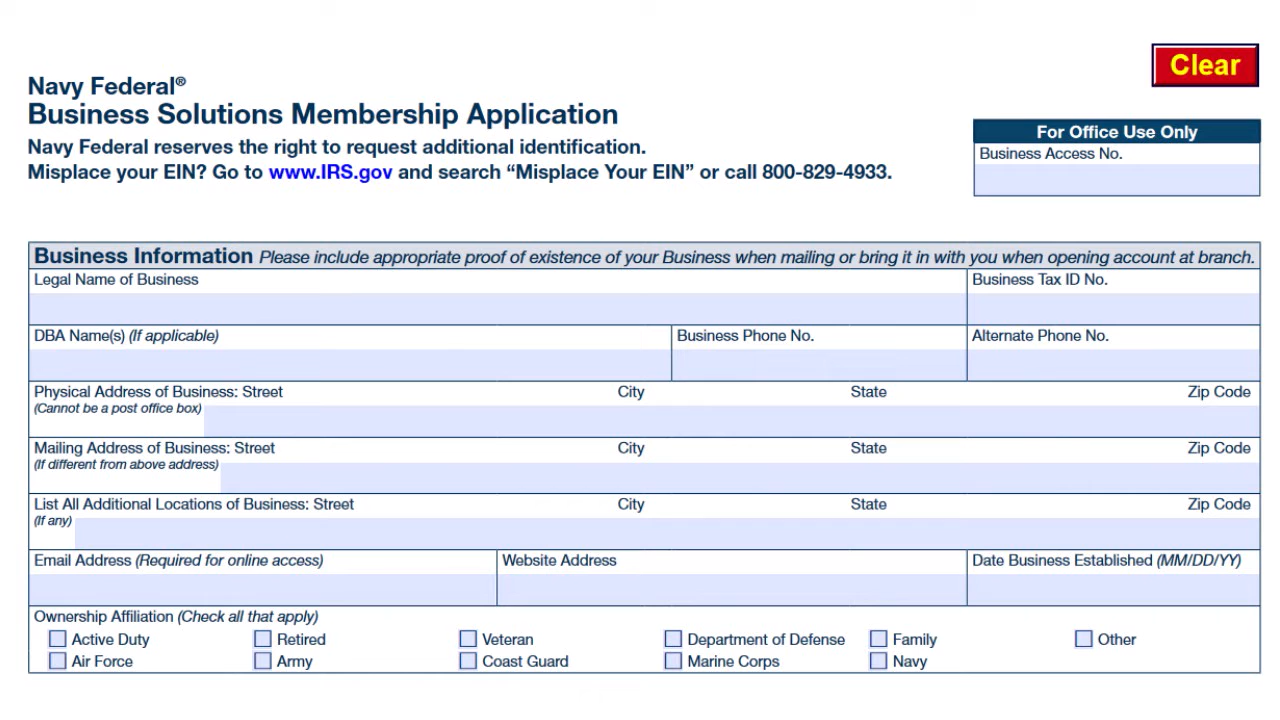 Clear
Navy Federal®
Business Solutions Membership Application
Navy Federal reserves the right to request additional identification.
Misplace your EIN? Go to www.IRS.gov and search “Misplace Your EIN” or call 800-829-4933.
For Office Use Only
Business Access No.
Business Information Please include appropriate proof of existence of your Business when mailing or bring it in with you when opening account at branch.
Legal Name of Business Business Tax ID No.
DBA Name(s) (If applicable) Business Phone No. Alternate Phone No.
Physical Address of Business: Street City State Zip Code
(Cannot be a post office box)
Mailing Address of Business: Street City State Zip Code
(If different from above address)
List All Additional Locations of Business: Street City State Zip Code
(If any)
Email Address (Required for online access) Website Address Date Business Established (MM/DD/YY)
Ownership Affiliation (Check all that apply)
Active Duty Retired Veteran Department of Defense Family Other
Air Force Army Coast Guard Marine Corps Navy